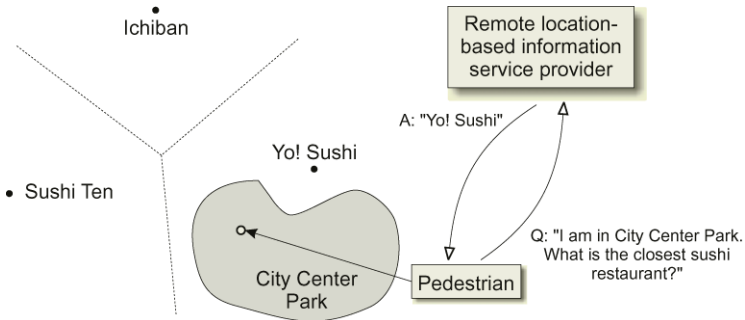 Ichiban
Remote location-
based information
service provider
A: "Yo! Sushi"
Yo! Sushi
Sushi Ten
Q: "I am in City Center Park.
What is the closest sushi
restaurant?"
City Center
Park
Pedestrian